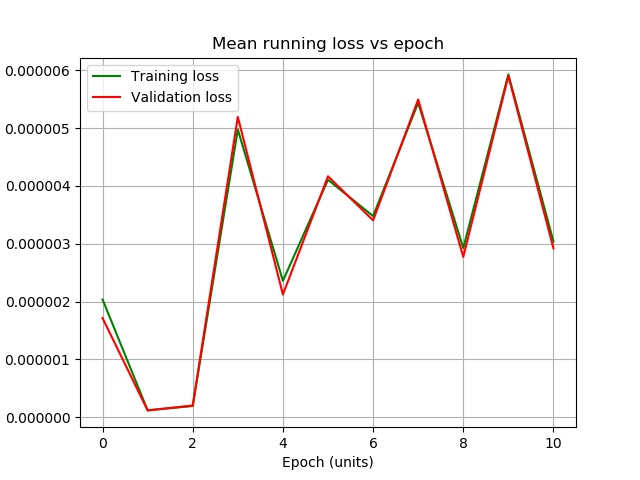 Mean running loss vs epoch
Training loss
Validation loss
0.000006
0.000005
0.000004
0.000003
0.000002
0.000001
0.000000
0 2 4 6 8 10
Epoch (units)